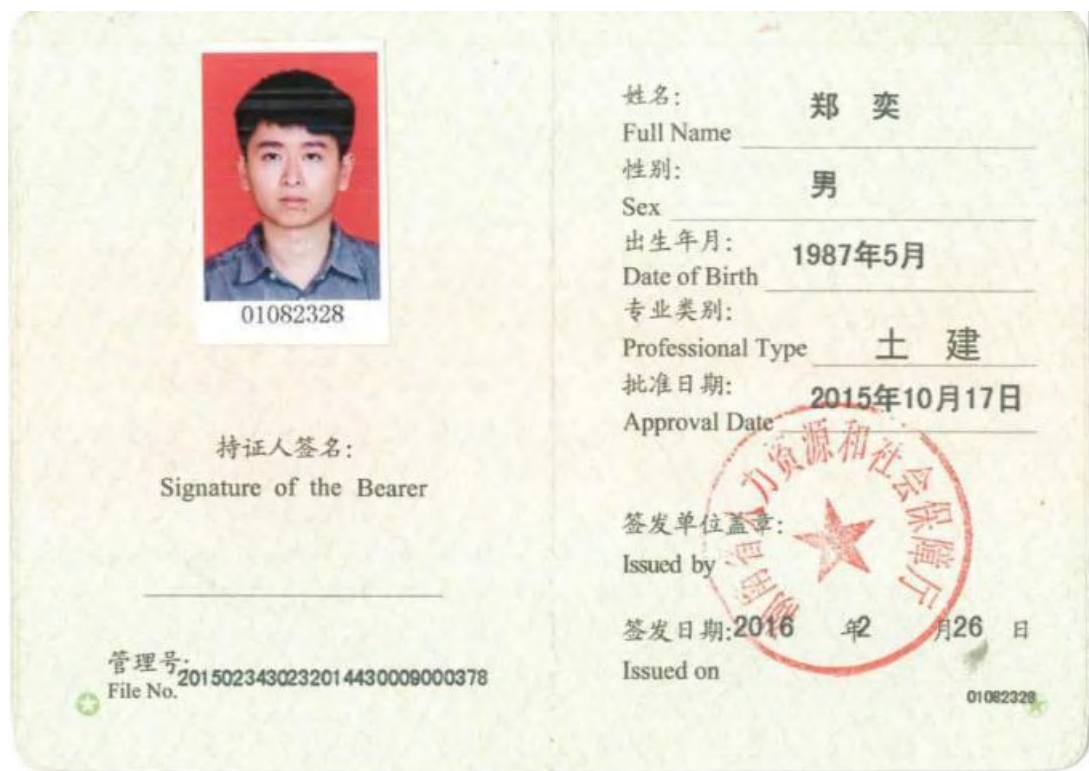 01082328
持证人签名:
Signature of the Bearer
管理号:
File No. 2015023430232014430009000378
姓名: 郑 奕
Full Name
性别: 男
Sex
出生年月: 1987年5月
Date of Birth
专业类别:
Professional Type 土 建
批准日期: 2015年10月17日
Approval Date
湖南省人力资源和社会保障厅
签发单位盖章:
Issued by
签发日期:2016 年2 月26 日
Issued on
01082328